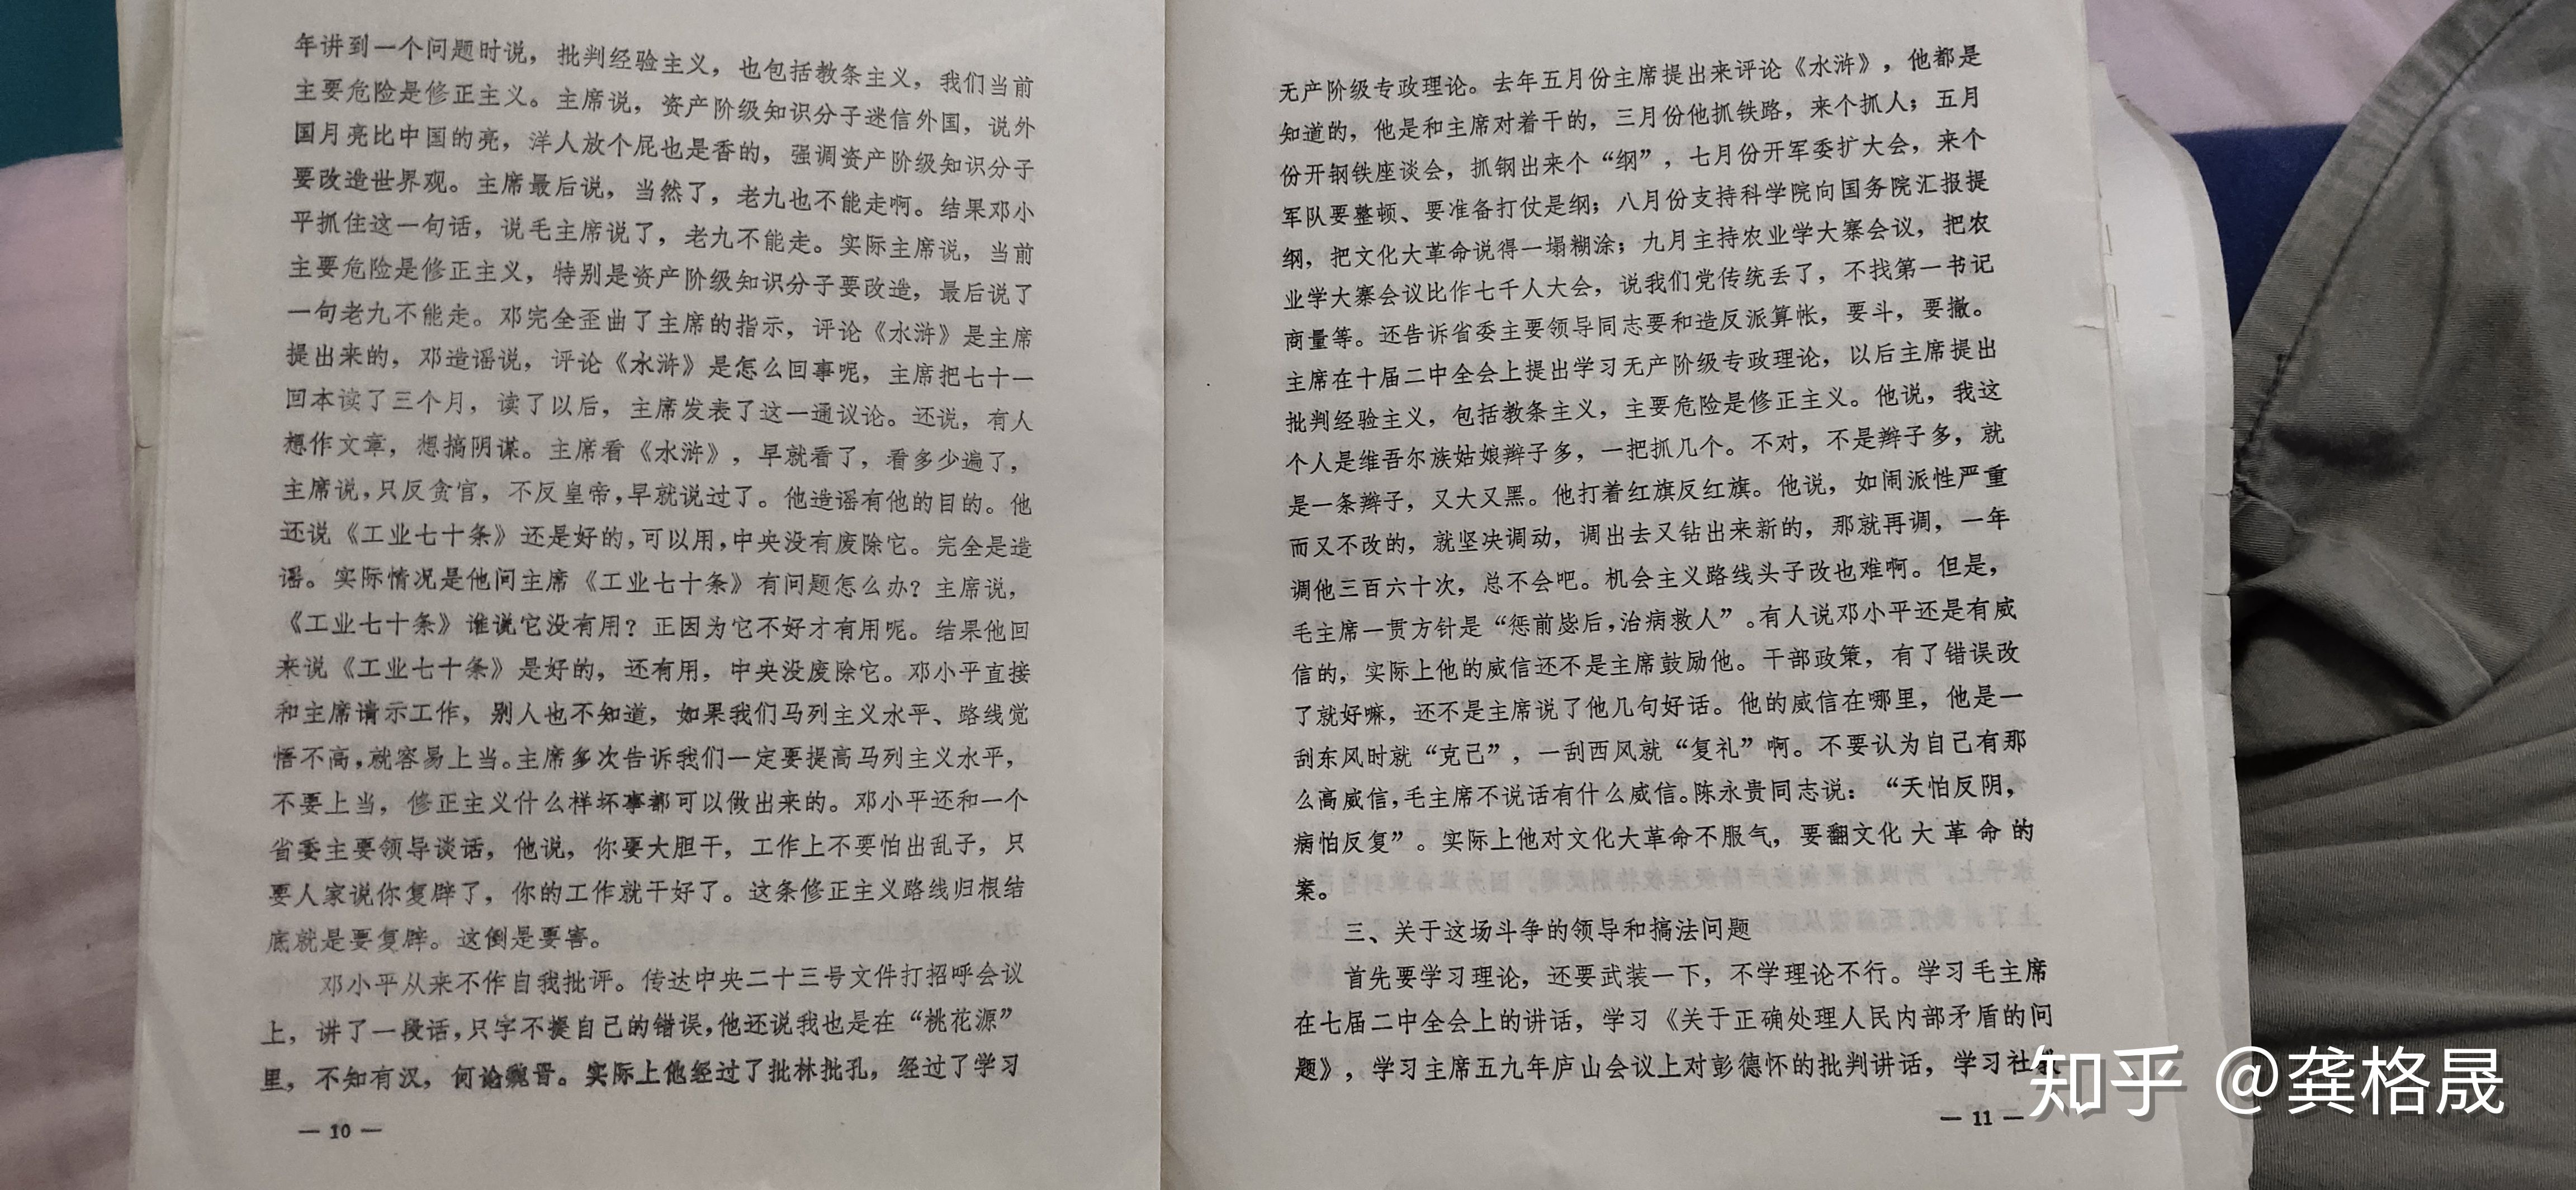 年讲到一个问题时说，批判经验主义，也包括教条主义，我们当前
主要危险是修正主义。主席说，资产阶级知识分子迷信外国，说外
国月亮比中国的亮，洋人放个屁也是香的，强调资产阶级知识分子
要改造世界观。主席最后说，当然了，老九也不能走啊。结果邓小
平抓住这一句话，说毛主席说了，老九不能走。实际主席说，当前
主要危险是修正主义，特别是资产阶级知识分子要改造，最后说了
一句老九不能走。邓完全歪曲了主席的指示，评论《水浒》是主席
提出来的，邓造谣说，评论《水浒》是怎么回事呢，主席把七十一
回本读了三个月，读了以后，主席发表了这一通议论。还说，有人
想作文章，想搞阴谋。主席看《水浒》，早就看了，看多少遍了，
主席说，只反贪官，不反皇帝，早就说过了。他造谣有他的目的。他
还说《工业七十条》还是好的，可以用，中央没有废除它。完全是造
谣。实际情况是他问主席《工业七十条》有问题怎么办？主席说，
《工业七十条》谁说它没有用？正因为它不好才有用呢。结果他回
来说《工业七十条》是好的，还有用，中央没废除它。邓小平直接
和主席请示工作，别人也不知道，如果我们马列主义水平、路线觉
悟不高，就容易上当。主席多次告诉我们一定要提高马列主义水平，
不要上当，修正主义什么样坏事都可以做出来的。邓小平还和一个
省委主要领导谈话，他说，你要大胆干，工作上不要怕出乱子，只
要人家说你复辟了，你的工作就干好了。这条修正主义路线归根结
底就是要复辟。这倒是要害。
邓小平从来不作自我批评。传达中央二十三号文件打招呼会议
上，讲了一段话，只字不提自己的错误，他还说我也是在“桃花源”
里，不知有汉，何论魏晋。实际上他经过了批林批孔，经过了学习
— 10 —
无产阶级专政理论。去年五月份主席提出来评论《水浒》，他都是
知道的，他是和主席对着干的，三月份他抓铁路，来个抓人；五月
份开钢铁座谈会，抓钢出来个“纲”，七月份开军委扩大会，来个
军队要整顿、要准备打仗是纲；八月份支持科学院向国务院汇报提
纲，把文化大革命说得一塌糊涂；九月主持农业学大寨会议，把农
业学大寨会议比作七千人大会，说我们党传统丢了，不找第一书记
商量等。还告诉省委主要领导同志要和造反派算帐，要斗，要撤。
主席在十届二中全会上提出学习无产阶级专政理论，以后主席提出
批判经验主义，包括教条主义，主要危险是修正主义。他说，我这
个人是维吾尔族姑娘辫子多，一把抓几个。不对，不是辫子多，就
是一条辫子，又大又黑。他打着红旗反红旗。他说，如闹派性严重
而又不改的，就坚决调动，调出去又钻出来新的，那就再调，一年
调他三百六十次，总不会吧。机会主义路线头子改也难啊。但是，
毛主席一贯方针是“惩前毖后，治病救人”。有人说邓小平还是有威
信的，实际上他的威信还不是主席鼓励他。干部政策，有了错误改
了就好嘛，还不是主席说了他几句好话。他的威信在哪里，他是一
刮东风时就“克己”，一刮西风就“复礼”啊。不要认为自己有那
么高威信，毛主席不说话有什么威信。陈永贵同志说：“天怕反阴，
病怕反复”。实际上他对文化大革命不服气，要翻文化大革命的
案。
三、关于这场斗争的领导和搞法问题
首先要学习理论，还要武装一下，不学理论不行。学习毛主席
在七届二中全会上的讲话，学习《关于正确处理人民内部矛盾的问
题》，学习主席五九年庐山会议上对彭德怀的批判讲话，学习社
— 11 —
知乎 @龚格晟